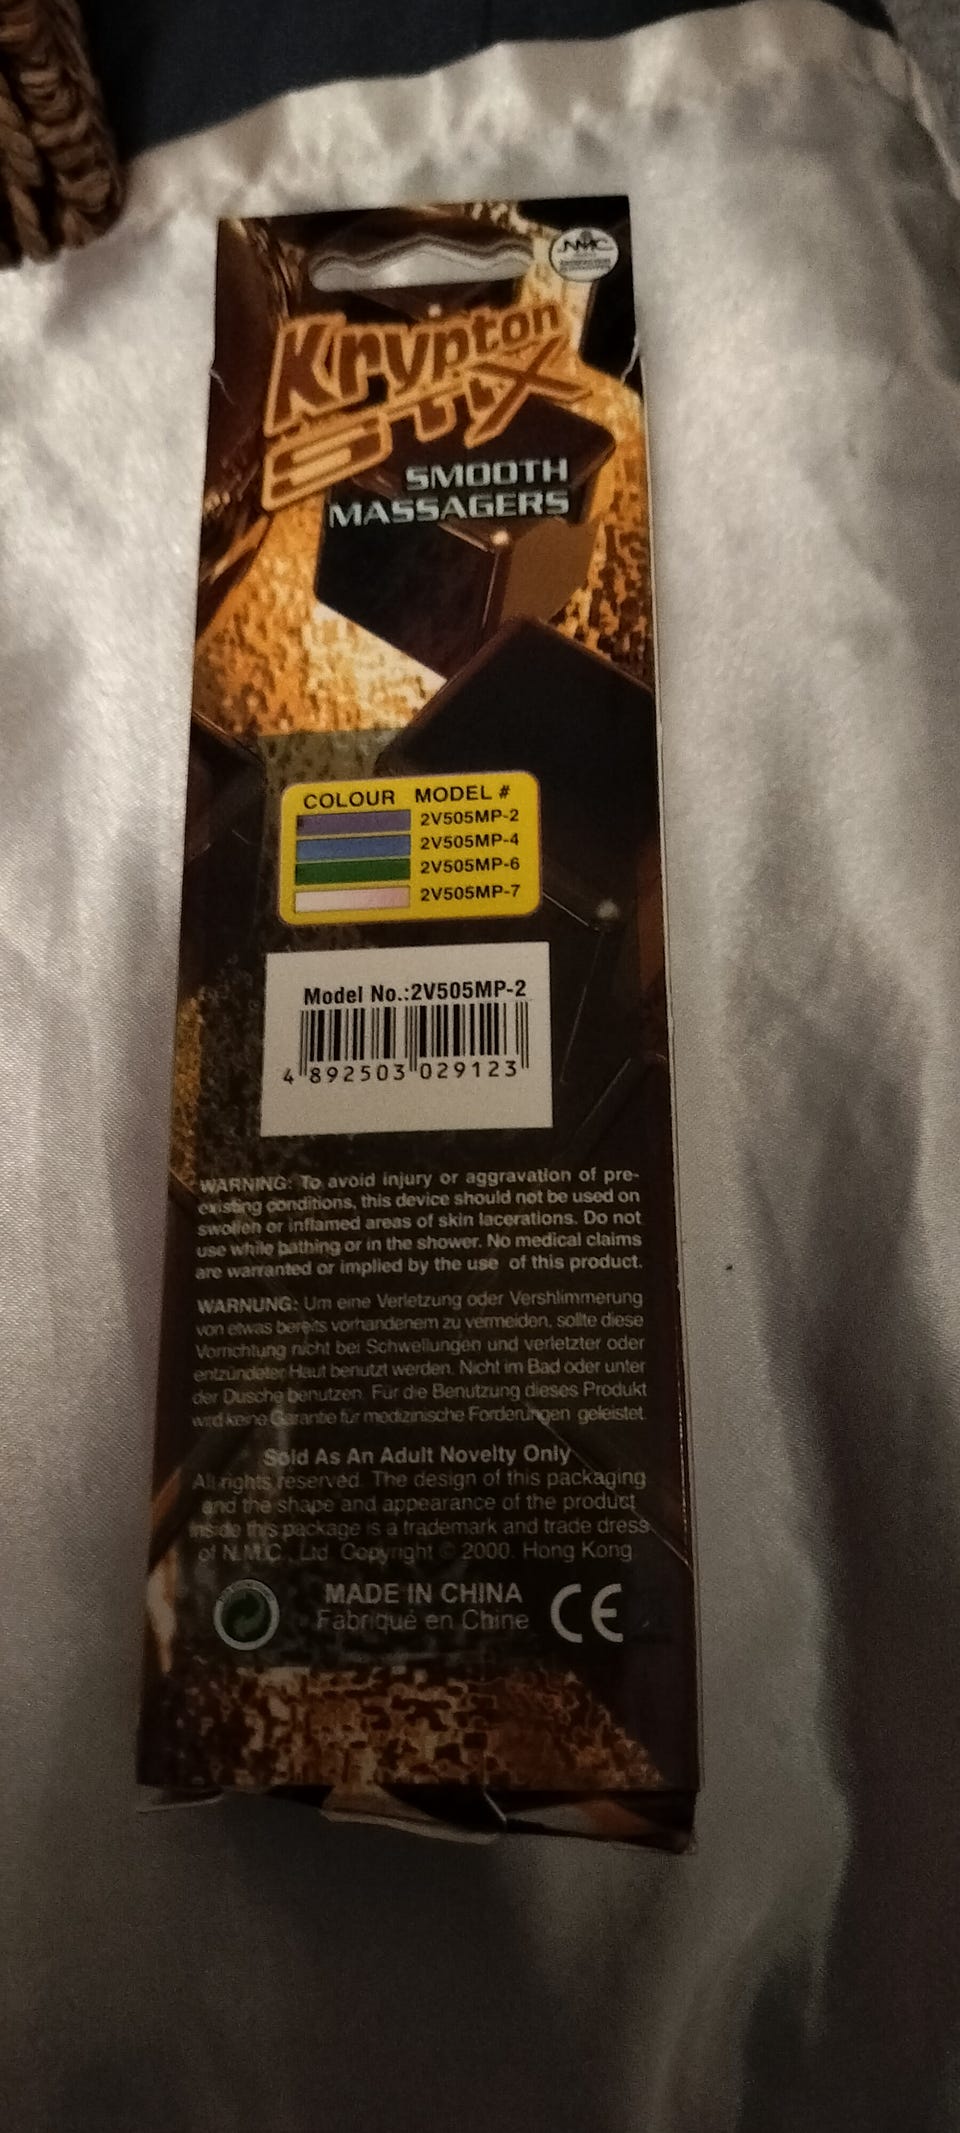 NMC
Krypton
Stix
SMOOTH
MASSAGERS
COLOUR MODEL #
2V505MP-2
2V505MP-4
2V505MP-6
2V505MP-7
Model No.:2V505MP-2
4 892503 029123
WARNING: To avoid injury or aggravation of pre-
existing conditions, this device should not be used on
swollen or inflamed areas of skin lacerations. Do not
use while bathing or in the shower. No medical claims
are warranted or implied by the use of this product.
WARNUNG: Um eine Verletzung oder Vershlimmerung
von etwas bereits vorhandenem zu vermeiden, sollte diese
Vorrichtung nicht bei Schwellungen und verletzter oder
entzündeter Haut benutzt werden. Nicht im Bad oder unter
der Dusche benutzen. Für die Benutzung dieses Produkt
wird keine Garantie für medizinische Forderungen geleistet.
Sold As An Adult Novelty Only
All rights reserved. The design of this packaging
and the shape and appearance of the product
inside this package is a trademark and trade dress
of N.M.C. Ltd. Copyright © 2000. Hong Kong
MADE IN CHINA
Fabriqué en Chine
CE